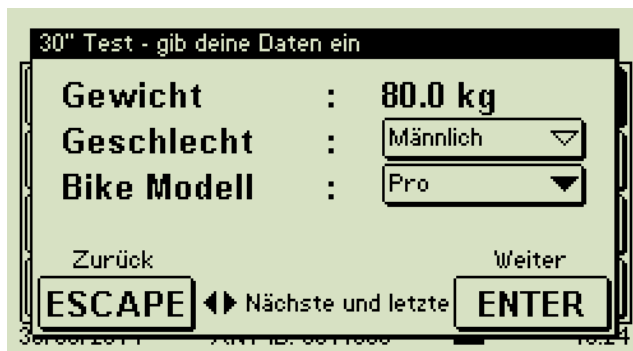 30" Test - gib deine Daten ein
Gewicht : 80.0 kg
Geschlecht : Männlich
Bike Modell : Pro
Zurück Weiter
ESCAPE Nächste und letzte ENTER